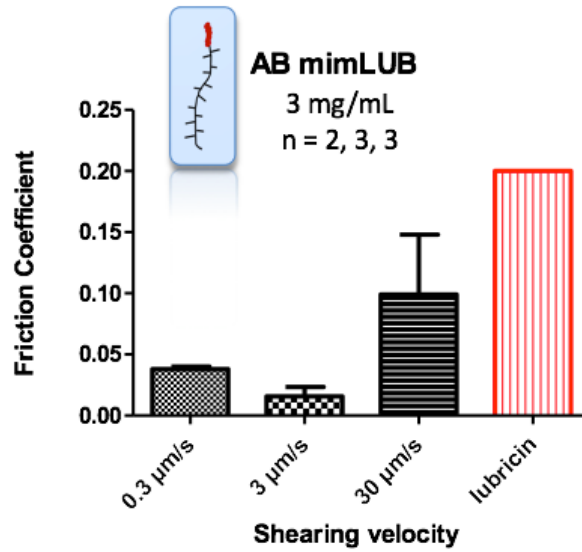 AB mimLUB
3 mg/mL
n = 2, 3, 3
Friction Coefficient
0.25
0.20
0.15
0.10
0.05
0.00
0.3 µm/s
3 µm/s
30 µm/s
lubricin
Shearing velocity